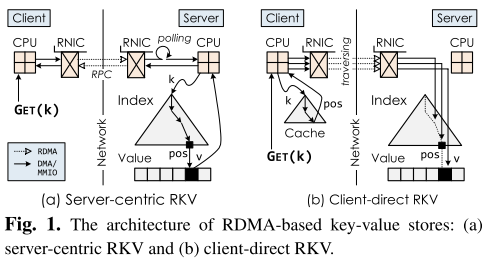 Client
Server
CPU
RNIC
RNIC
CPU
polling
RPC
k
GET(k)
Index
pos
v
Value
Network
RDMA
DMA/
MMIO
(a) Server-centric RKV
Client
Server
CPU
RNIC
RNIC
CPU
traversing
k
pos
Cache
GET(k)
Index
pos
v
Value
Network
(b) Client-direct RKV
Fig. 1. The architecture of RDMA-based key-value stores: (a)
server-centric RKV and (b) client-direct RKV.